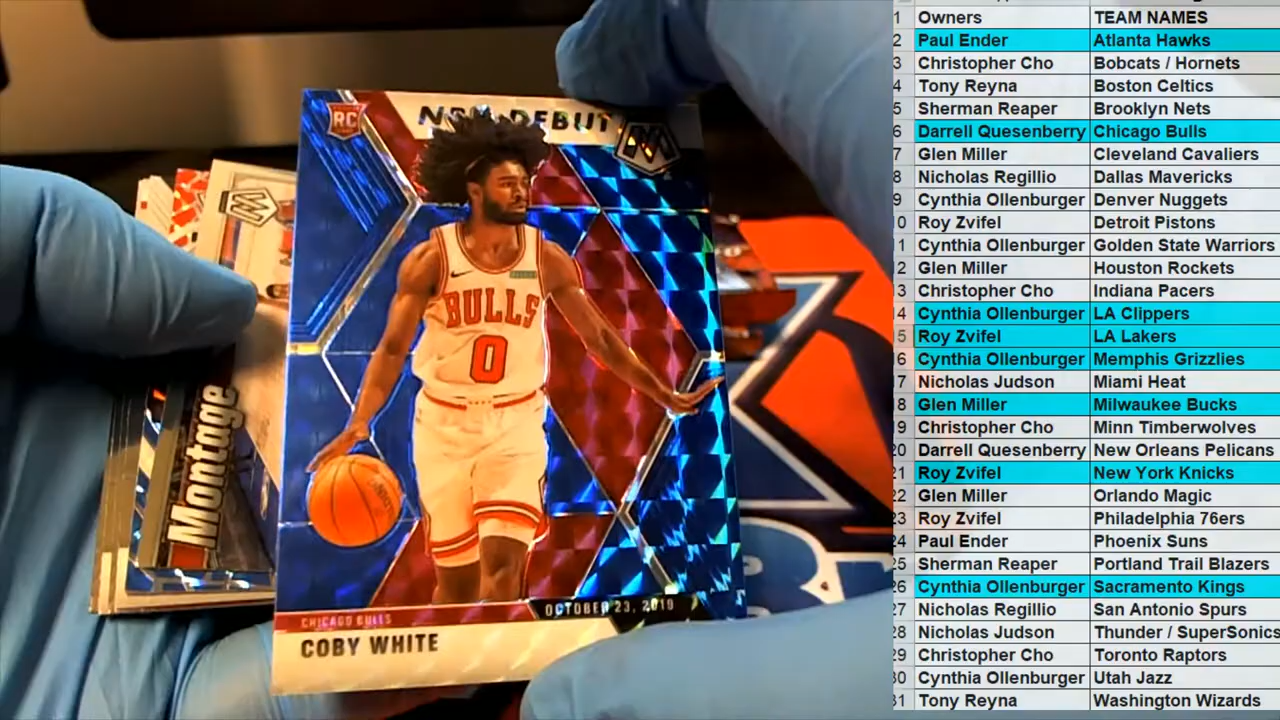 RC
NBA DEBUT
BULLS
0
OCTOBER 23, 2019
CHICAGO BULLS
COBY WHITE
Montage
1 Owners TEAM NAMES
2 Paul Ender Atlanta Hawks
3 Christopher Cho Bobcats / Hornets
4 Tony Reyna Boston Celtics
5 Sherman Reaper Brooklyn Nets
6 Darrell Quesenberry Chicago Bulls
7 Glen Miller Cleveland Cavaliers
8 Nicholas Regillio Dallas Mavericks
9 Cynthia Ollenburger Denver Nuggets
10 Roy Zvifel Detroit Pistons
11 Cynthia Ollenburger Golden State Warriors
12 Glen Miller Houston Rockets
13 Christopher Cho Indiana Pacers
14 Cynthia Ollenburger LA Clippers
15 Roy Zvifel LA Lakers
16 Cynthia Ollenburger Memphis Grizzlies
17 Nicholas Judson Miami Heat
18 Glen Miller Milwaukee Bucks
19 Christopher Cho Minn Timberwolves
20 Darrell Quesenberry New Orleans Pelicans
21 Roy Zvifel New York Knicks
22 Glen Miller Orlando Magic
23 Roy Zvifel Philadelphia 76ers
24 Paul Ender Phoenix Suns
25 Sherman Reaper Portland Trail Blazers
26 Cynthia Ollenburger Sacramento Kings
27 Nicholas Regillio San Antonio Spurs
28 Nicholas Judson Thunder / SuperSonics
29 Christopher Cho Toronto Raptors
30 Cynthia Ollenburger Utah Jazz
31 Tony Reyna Washington Wizards